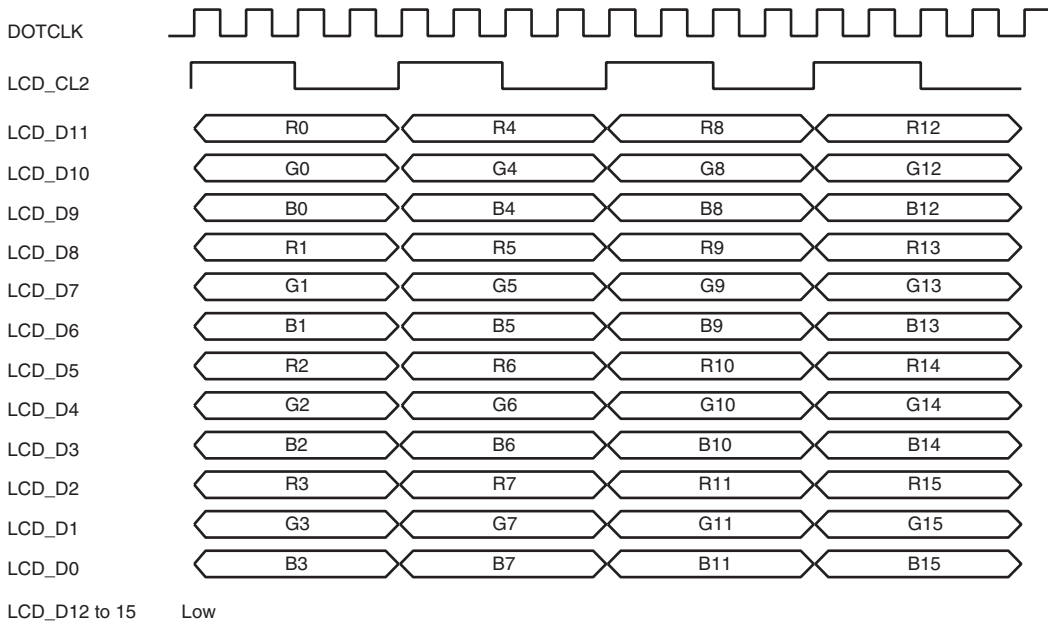 DOTCLK
LCD_CL2
LCD_D11 R0 R4 R8 R12
LCD_D10 G0 G4 G8 G12
LCD_D9 B0 B4 B8 B12
LCD_D8 R1 R5 R9 R13
LCD_D7 G1 G5 G9 G13
LCD_D6 B1 B5 B9 B13
LCD_D5 R2 R6 R10 R14
LCD_D4 G2 G6 G10 G14
LCD_D3 B2 B6 B10 B14
LCD_D2 R3 R7 R11 R15
LCD_D1 G3 G7 G11 G15
LCD_D0 B3 B7 B11 B15
LCD_D12 to 15 Low